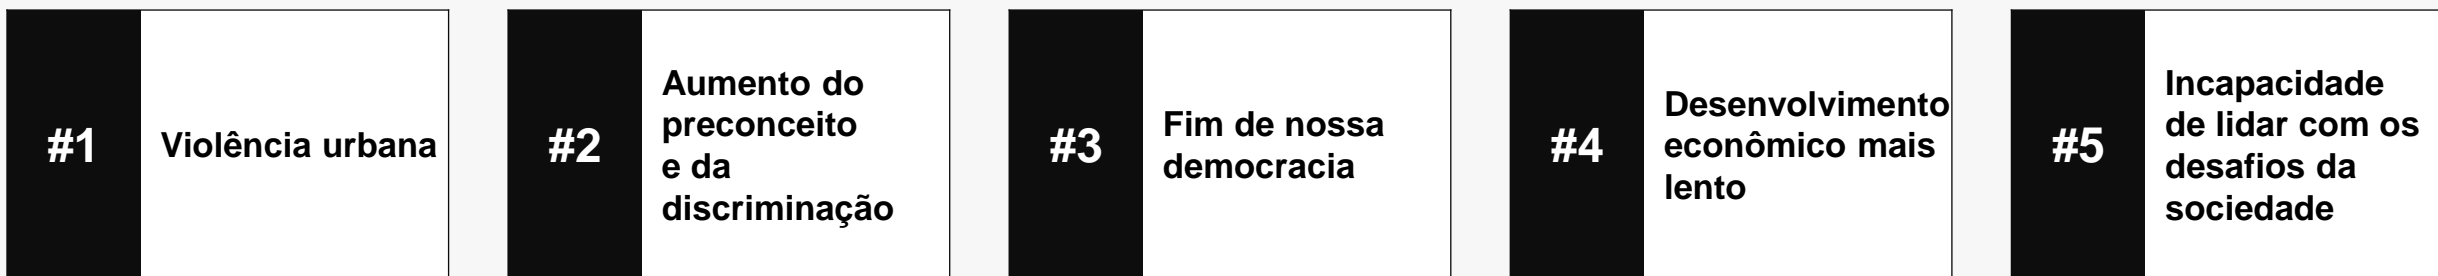 #1
Violência urbana
#2
Aumento do
preconceito
e da
discriminação
#3
Fim de nossa
democracia
#4
Desenvolvimento
econômico mais
lento
#5
Incapacidade
de lidar com os
desafios da
sociedade